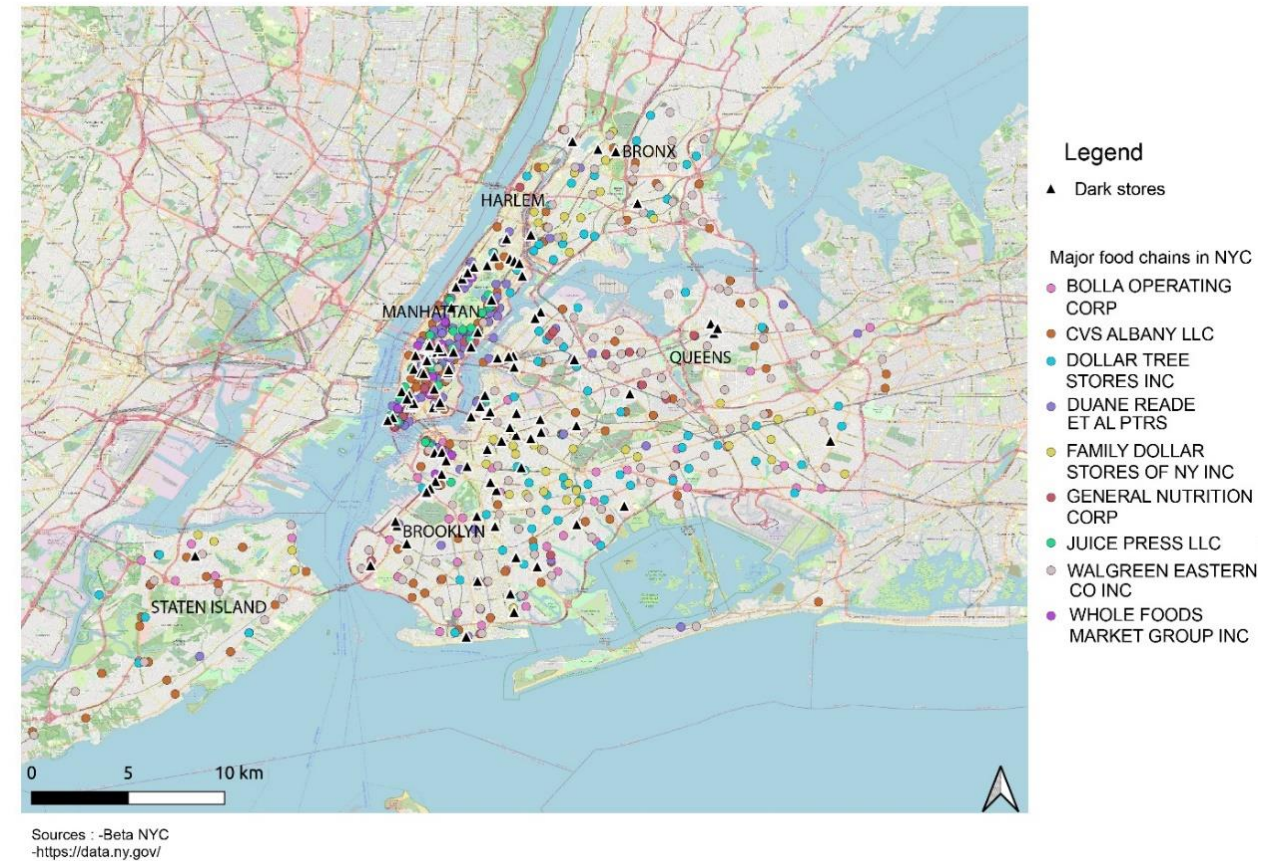 BRONX
HARLEM
MANHATTAN
QUEENS
BROOKLYN
STATEN ISLAND
0 5 10 km
Legend
Dark stores
Major food chains in NYC
BOLLA OPERATING
CORP
CVS ALBANY LLC
DOLLAR TREE
STORES INC
DUANE READE
ET AL PTRS
FAMILY DOLLAR
STORES OF NY INC
GENERAL NUTRITION
CORP
JUICE PRESS LLC
WALGREEN EASTERN
CO INC
WHOLE FOODS
MARKET GROUP INC
Sources : -Beta NYC
-https://data.ny.gov/